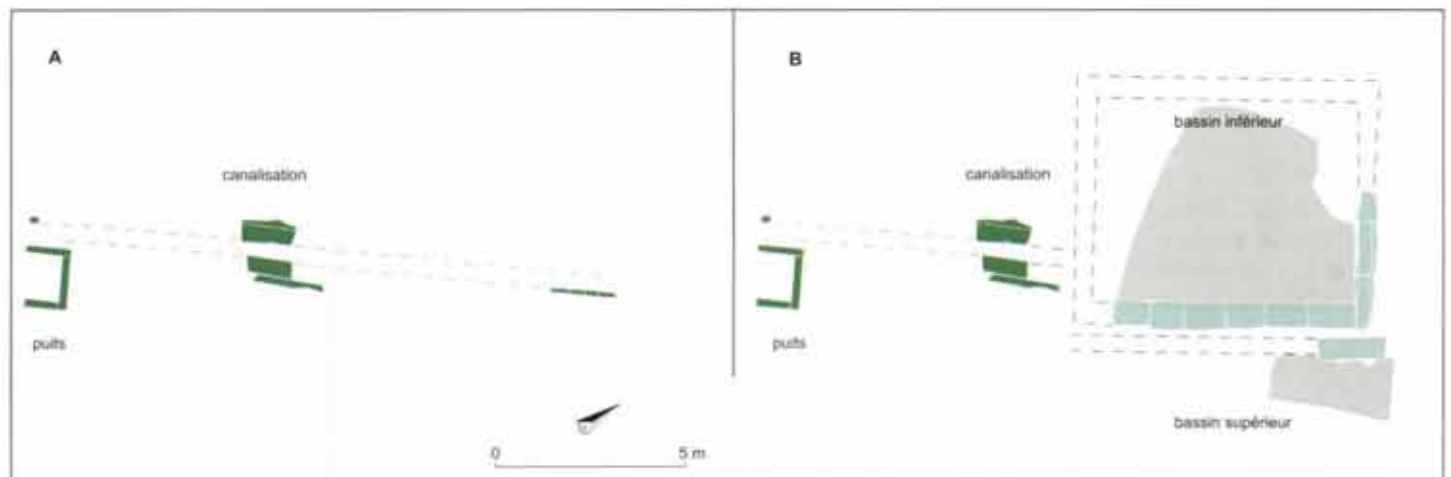 A
canalisation
puits
0 5 m
B
bassin inférieur
canalisation
puits
bassin supérieur